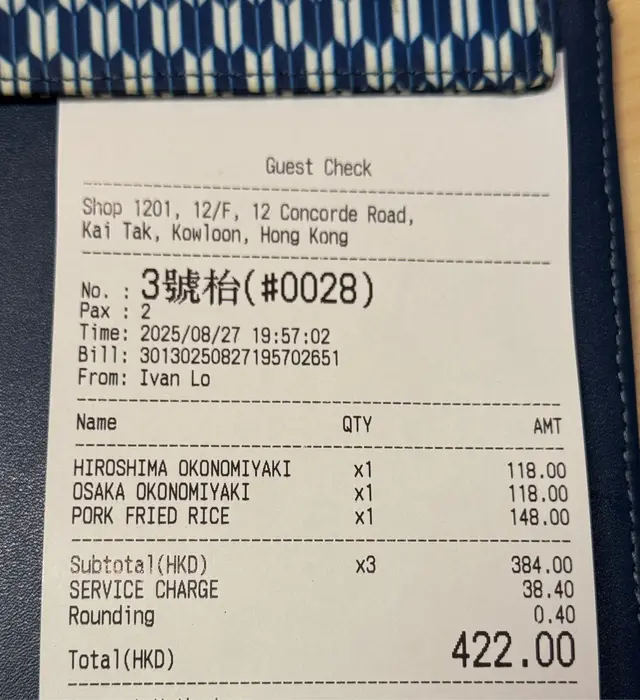 Guest Check
Shop 1201, 12/F, 12 Concorde Road,
Kai Tak, Kowloon, Hong Kong
No. : 3號枱(#0028)
Pax : 2
Time: 2025/08/27 19:57:02
Bill: 30130250827195702651
From: Ivan Lo
Name QTY AMT
HIROSHIMA OKONOMIYAKI x1 118.00
OSAKA OKONOMIYAKI x1 118.00
PORK FRIED RICE x1 148.00
Subtotal(HKD) x3 384.00
SERVICE CHARGE 38.40
Rounding 0.40
Total(HKD) 422.00